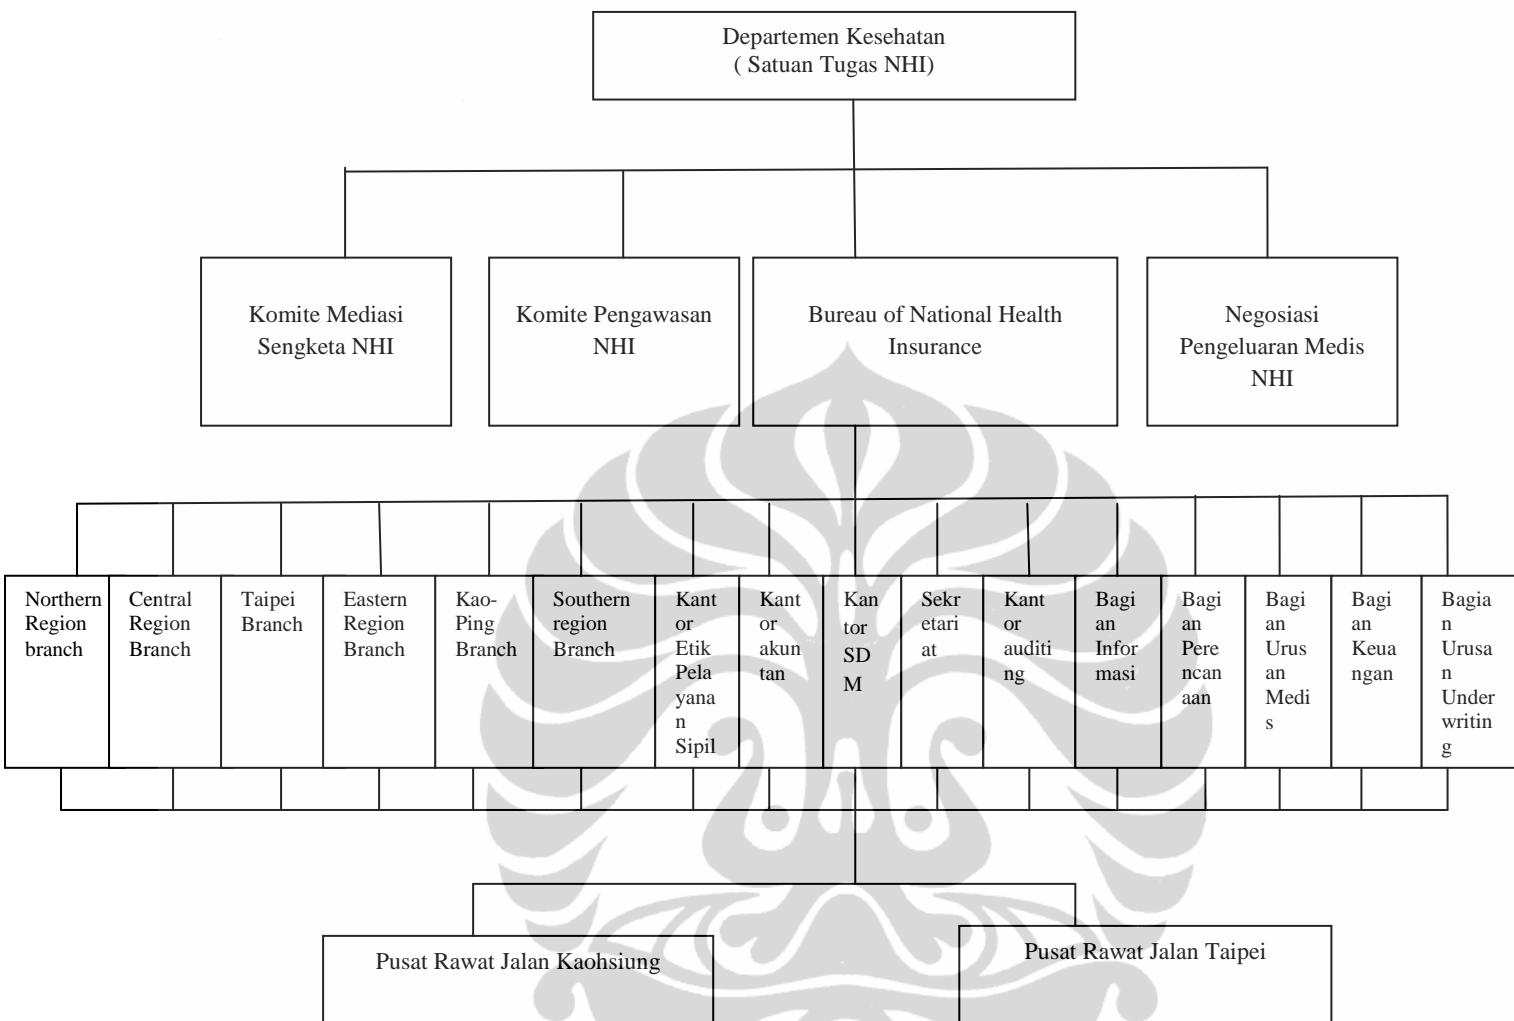 Departemen Kesehatan
( Satuan Tugas NHI)
Komite Mediasi
Sengketa NHI
Komite Pengawasan
NHI
Bureau of National Health
Insurance
Negosiasi
Pengeluaran Medis
NHI
Northern
Region
branch
Central
Region
Branch
Taipei
Branch
Eastern
Region
Branch
Kao-
Ping
Branch
Southern
region
Branch
Kant
or
Etik
Pela
yana
n
Sipil
Kant
or
akun
tan
Kan
tor
SD
M
Sekr
etari
at
Kant
or
auditi
ng
Bagi
an
Infor
masi
Bagi
an
Pere
ncan
aan
Bagi
an
Urus
an
Medi
s
Bagi
an
Keua
ngan
Bagia
n
Urusa
n
Under
writin
g
Pusat Rawat Jalan Kaohsiung
Pusat Rawat Jalan Taipei